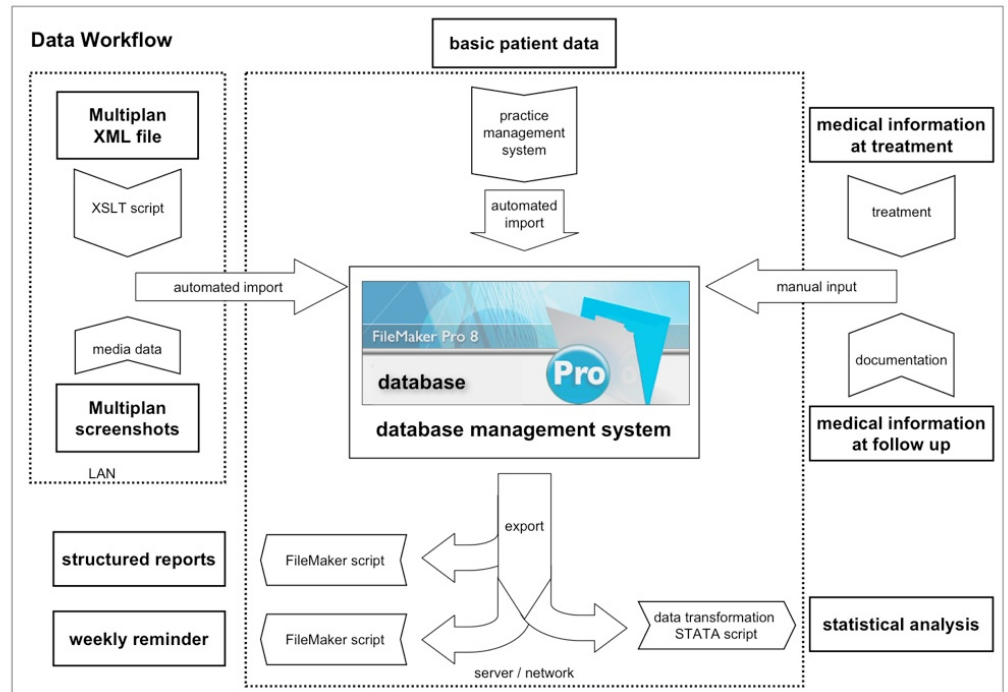 Data Workflow
basic patient data
Multiplan
XML file
XSLT script
practice
management
system
automated
import
medical information
at treatment
treatment
automated import
manual input
FileMaker Pro 8
database
Pro
database management system
media data
Multiplan
screenshots
LAN
documentation
medical information
at follow up
export
structured reports
FileMaker script
weekly reminder
FileMaker script
data transformation
STATA script
statistical analysis
server / network